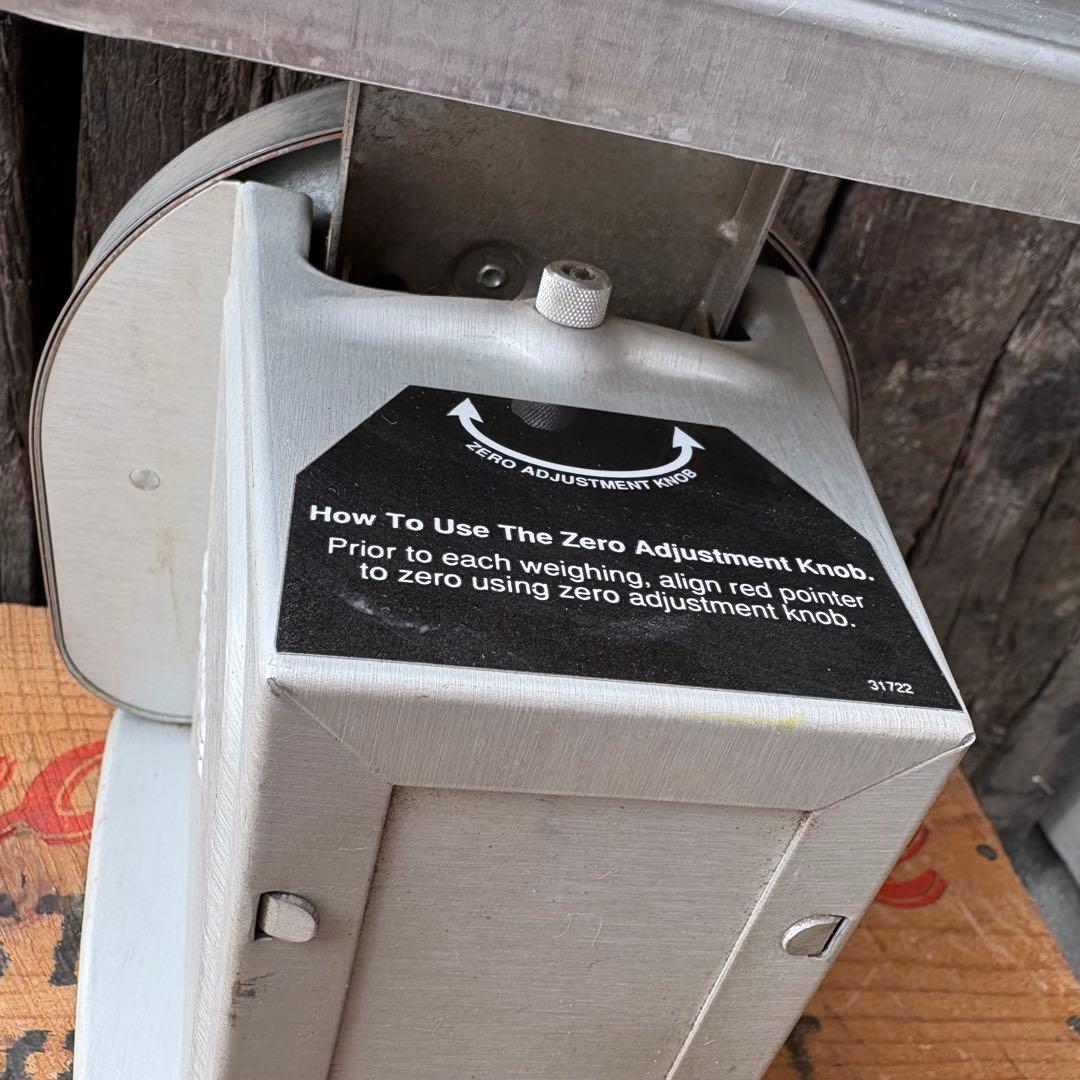 ZERO ADJUSTMENT KNOB
How To Use The Zero Adjustment Knob.
Prior to each weighing, align red pointer
to zero using zero adjustment knob.
31722